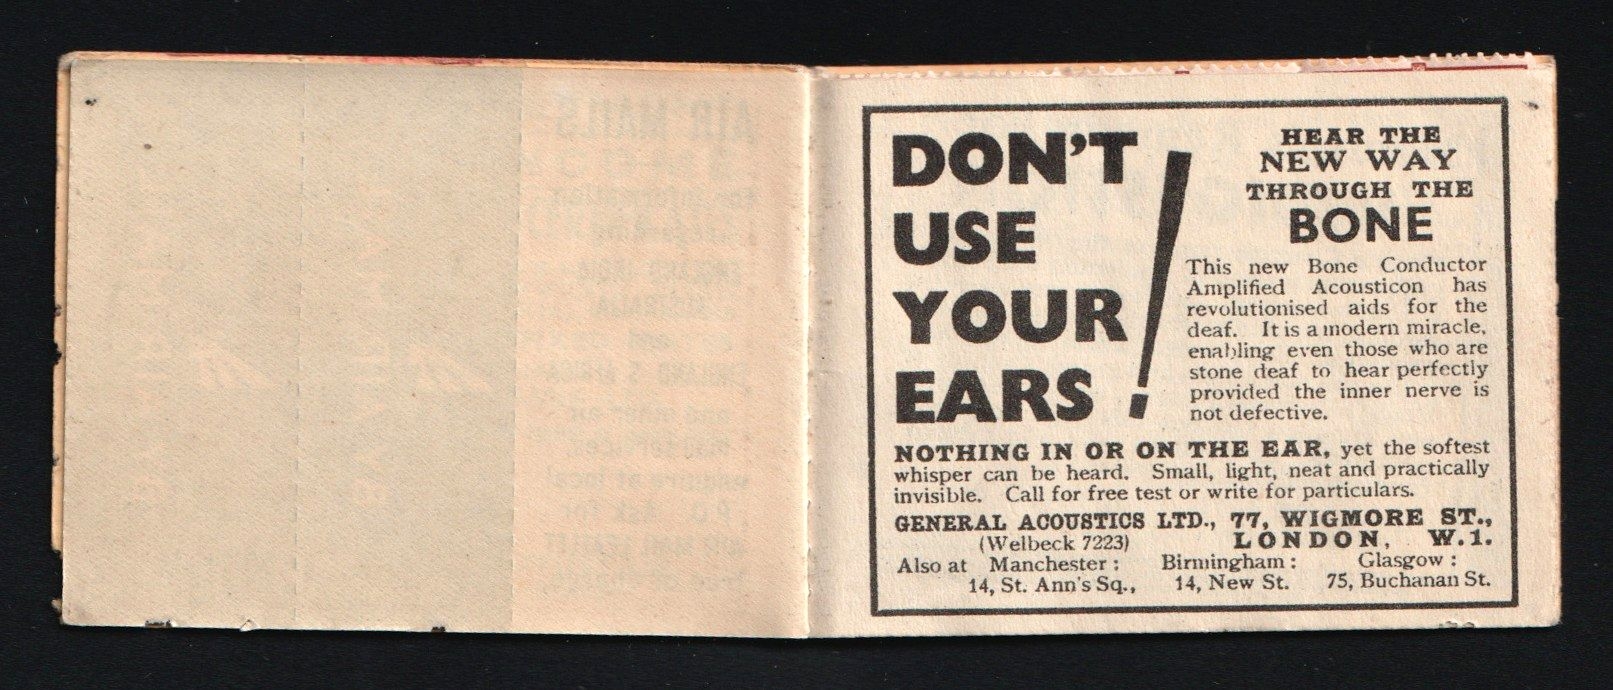 DON'T
USE
YOUR
EARS!
HEAR THE
NEW WAY
THROUGH THE
BONE
This new Bone Conductor
Amplified Acousticon has
revolutionised aids for the
deaf. It is a modern miracle,
enabling even those who are
stone deaf to hear perfectly
provided the inner nerve is
not defective.
NOTHING IN OR ON THE EAR, yet the softest
whisper can be heard. Small, light, neat and practically
invisible. Call for free test or write for particulars.
GENERAL ACOUSTICS LTD., 77, WIGMORE ST.,
(Welbeck 7223) LONDON, W.1.
Also at Manchester: Birmingham: Glasgow:
14, St. Ann's Sq., 14, New St. 75, Buchanan St.